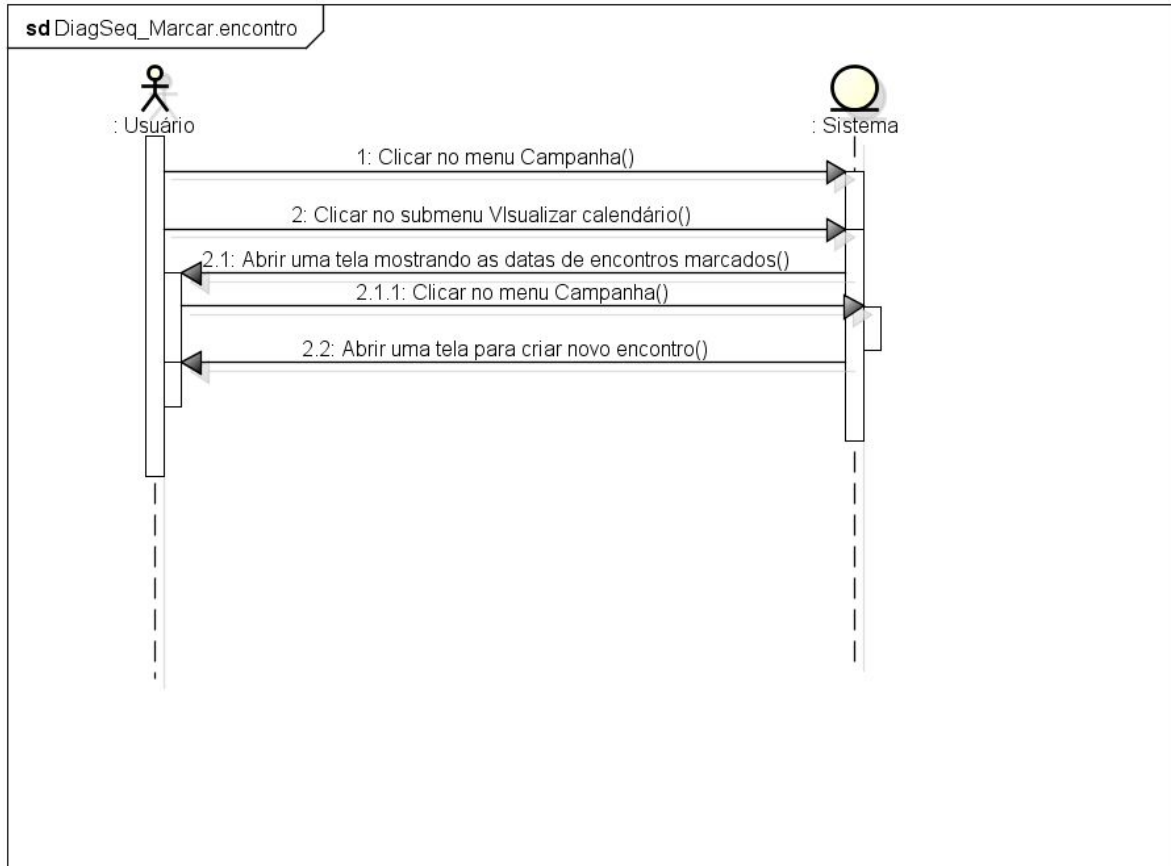 sd DiagSeq_Marcar.encontro
: Usuário
: Sistema
1: Clicar no menu Campanha()
2: Clicar no submenu VIsualizar calendário()
2.1: Abrir uma tela mostrando as datas de encontros marcados()
2.1.1: Clicar no menu Campanha()
2.2: Abrir uma tela para criar novo encontro()